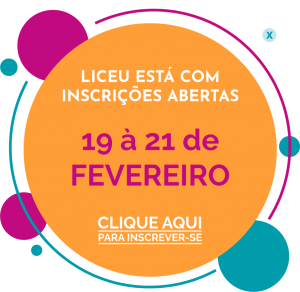 x
LICEU ESTÁ COM
INSCRIÇÕES ABERTAS
19 à 21 de
FEVEREIRO
CLIQUE AQUI
PARA INSCREVER-SE